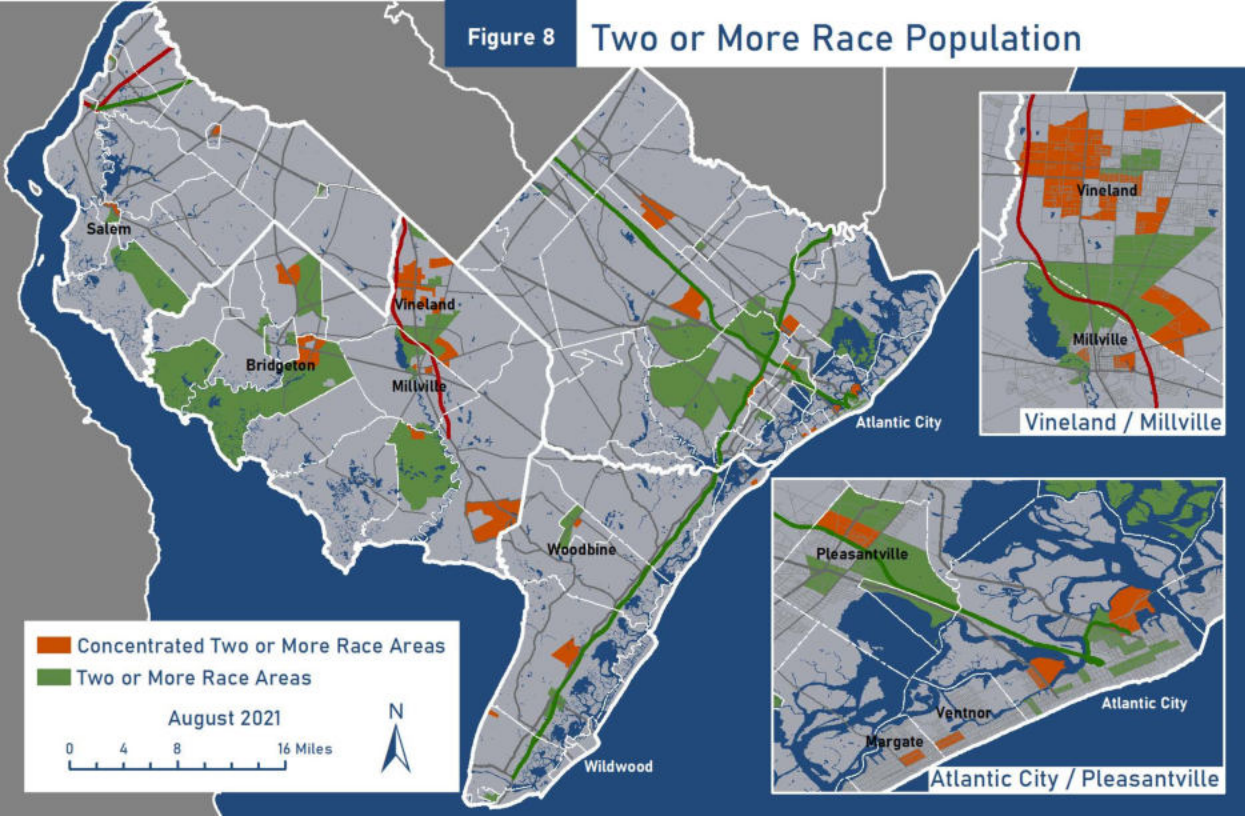 Figure 8
Two or More Race Population
Salem
Vineland
Bridgeton
Millville
Atlantic City
Woodbine
Wildwood
Vineland
Millville
Vineland / Millville
Pleasantville
Atlantic City
Ventnor
Margate
Atlantic City / Pleasantville
Concentrated Two or More Race Areas
Two or More Race Areas
August 2021
N
0 4 8 16 Miles